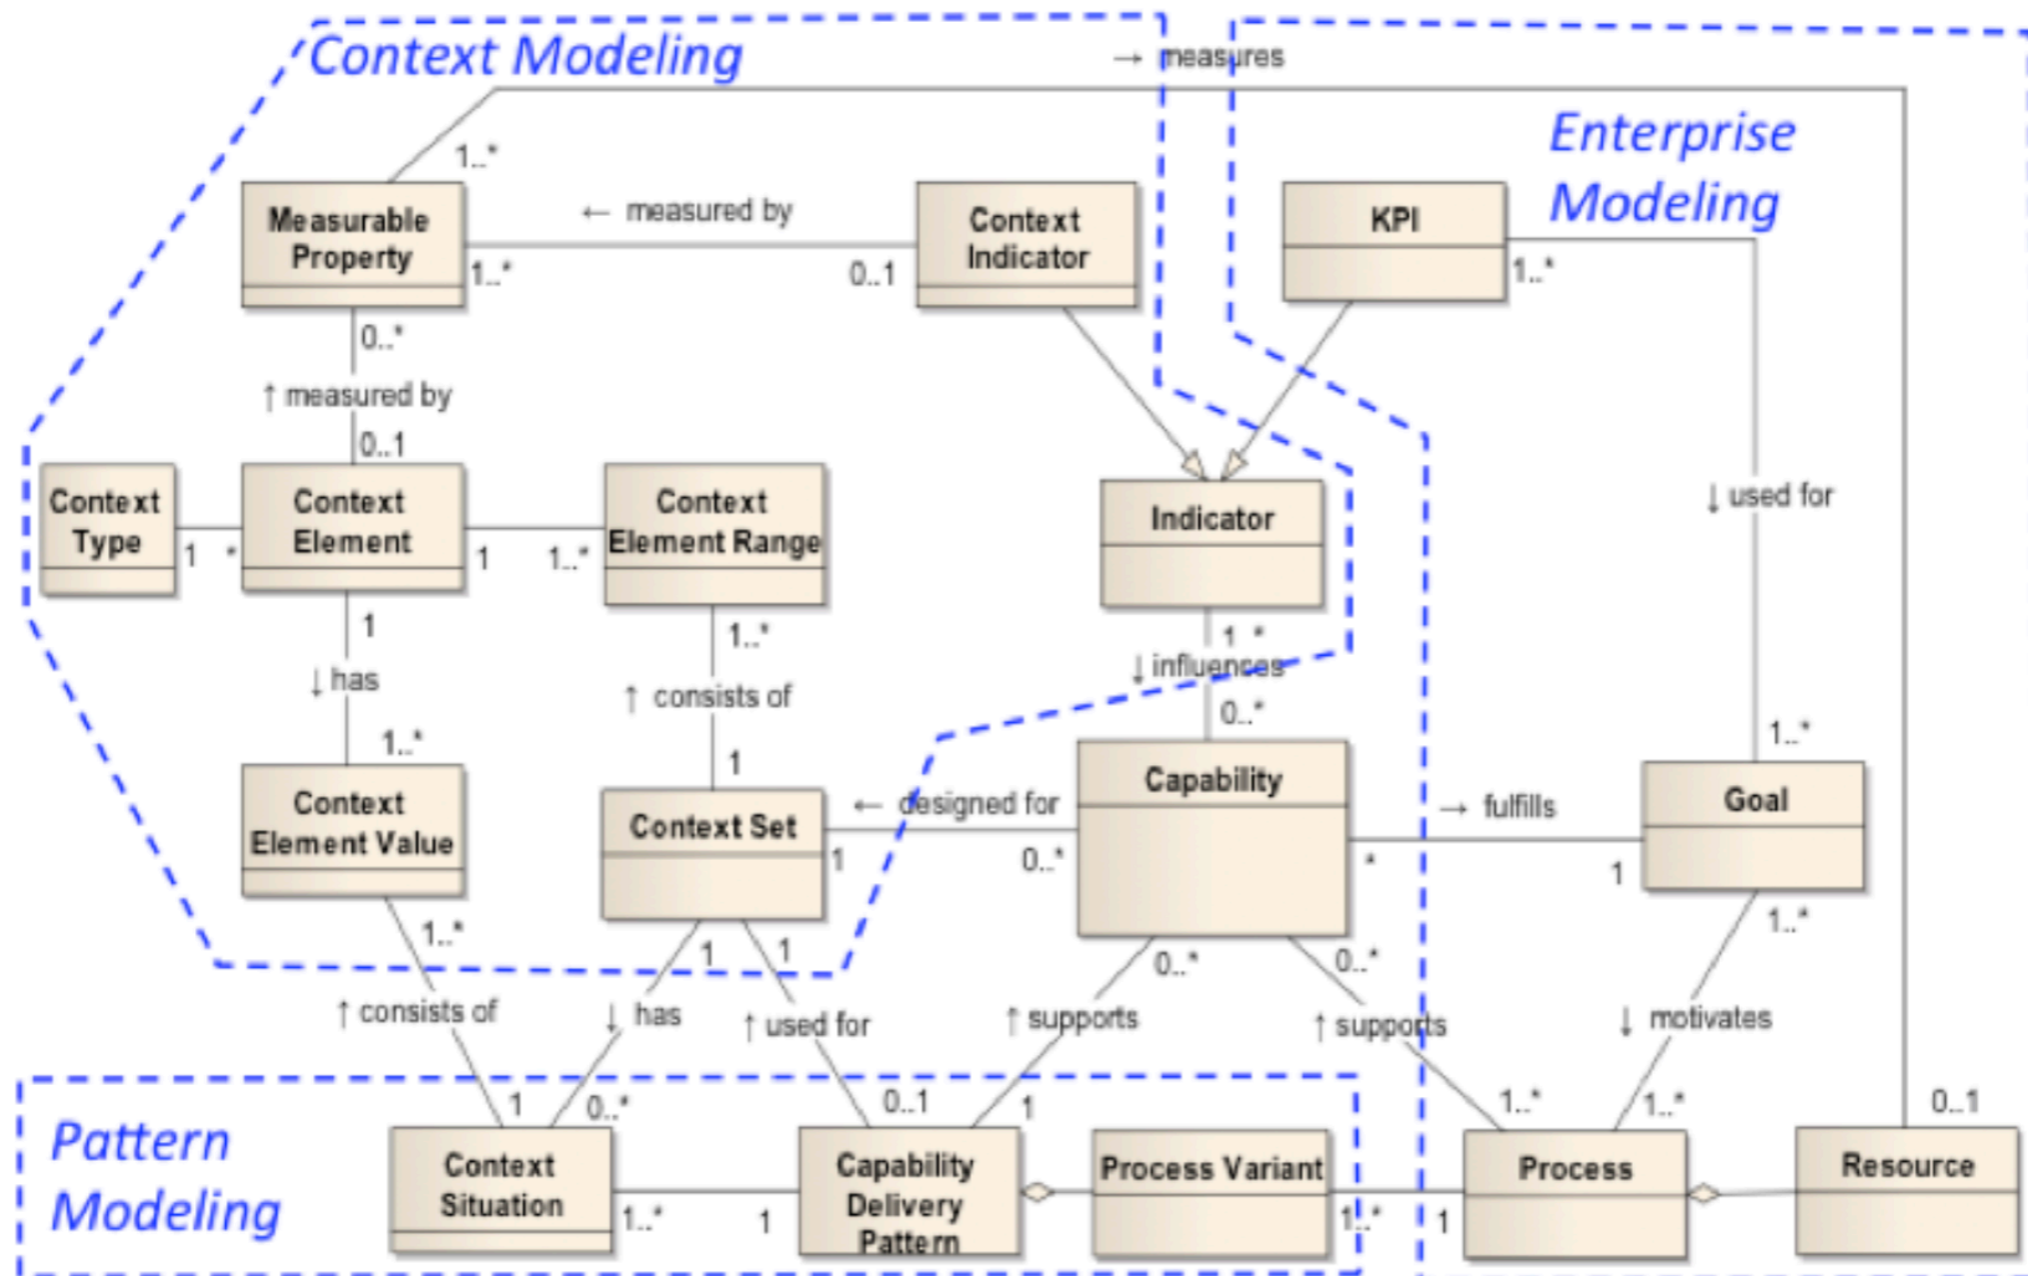 Context Modeling
→ measures
Enterprise
Modeling
1..*
Measurable
Property
← measured by
1..*
0..1
Context
Indicator
KPI
1..*
0..*
↑ measured by
0..1
↓ used for
Context
Type
1
*
Context
Element
1
1..*
Context
Element Range
Indicator
1
↓ has
1..*
1..*
↑ consists of
1
1 *
↓ influences
0..*
1..*
Context
Element Value
Context Set
← designed for
1
0..*
Capability
→ fulfills
*
1
Goal
1..*
1
1
0..*
0..*
1..*
↑ consists of
↓ has
↑ used for
↑ supports
↑ supports
↓ motivates
1
0..*
0..1
1
1..*
1..*
0..1
Pattern
Modeling
Context
Situation
1..*
1
Capability
Delivery
Pattern
Process Variant
1..*
1
Process
Resource